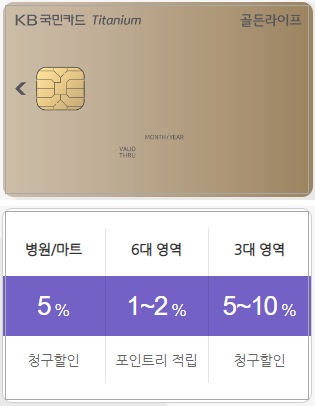 KB국민카드 Titanium 골든라이프
MONTH/YEAR
VALID
THRU
병원/마트 6대 영역 3대 영역
5% 1~2% 5~10%
청구할인 포인트리 적립 청구할인